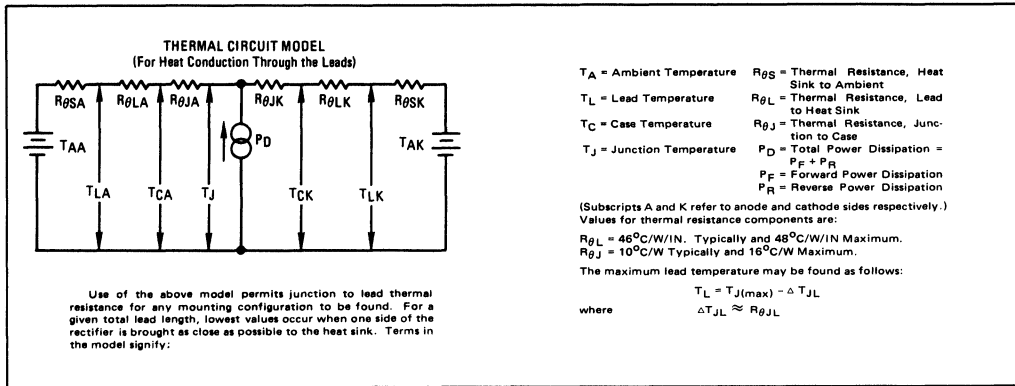 THERMAL CIRCUIT MODEL
(For Heat Conduction Through the Leads)
RθSA RθLA RθJA RθJK RθLK RθSK
TAA PD TAK
TLA TCA TJ TCK TLK
Use of the above model permits junction to lead thermal
resistance for any mounting configuration to be found. For a
given total lead length, lowest values occur when one side of the
rectifier is brought as close as possible to the heat sink. Terms in
the model signify:
TA = Ambient Temperature RθS = Thermal Resistance, Heat
Sink to Ambient
TL = Lead Temperature RθL = Thermal Resistance, Lead
to Heat Sink
TC = Case Temperature RθJ = Thermal Resistance, Junc-
tion to Case
TJ = Junction Temperature PD = Total Power Dissipation =
PF + PR
PF = Forward Power Dissipation
PR = Reverse Power Dissipation
(Subscripts A and K refer to anode and cathode sides respectively.)
Values for thermal resistance components are:
RθL = 46°C/W/IN. Typically and 48°C/W/IN Maximum.
RθJ = 10°C/W Typically and 16°C/W Maximum.
The maximum lead temperature may be found as follows:
TL = TJ(max) - Δ TJL
where ΔTJL ≈ RθJL